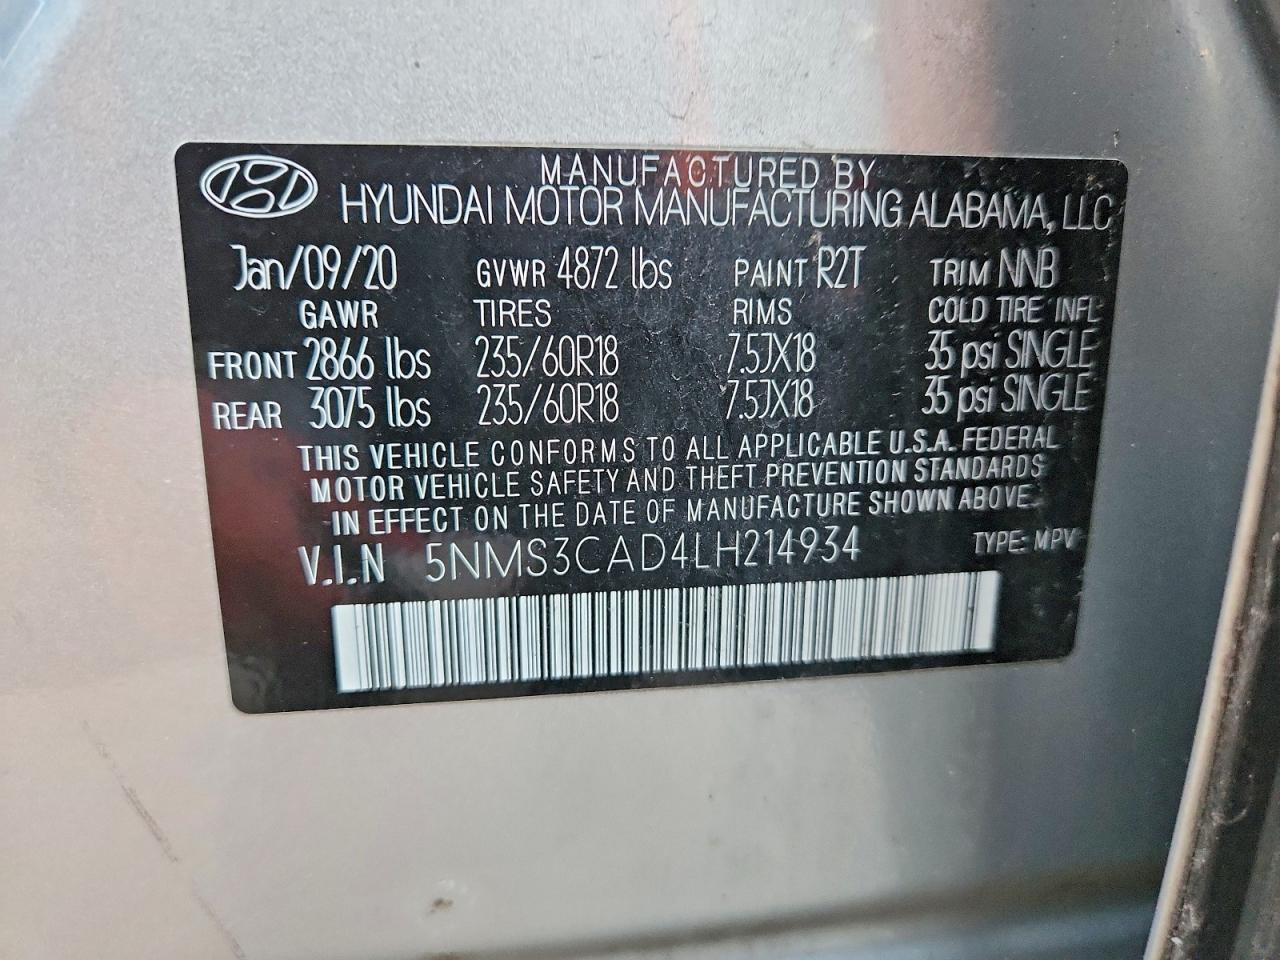 MANUFACTURED BY
HYUNDAI MOTOR MANUFACTURING ALABAMA, LLC
Jan/09/20 GVWR 4872 lbs PAINT R2T TRIM NNB
GAWR TIRES RIMS COLD TIRE INFL
FRONT 2866 lbs 235/60R18 7.5JX18 35 psi SINGLE
REAR 3075 lbs 235/60R18 7.5JX18 35 psi SINGLE
THIS VEHICLE CONFORMS TO ALL APPLICABLE U.S.A. FEDERAL
MOTOR VEHICLE SAFETY AND THEFT PREVENTION STANDARDS
IN EFFECT ON THE DATE OF MANUFACTURE SHOWN ABOVE.
V.I.N 5NMS3CAD4LH214934 TYPE: MPV